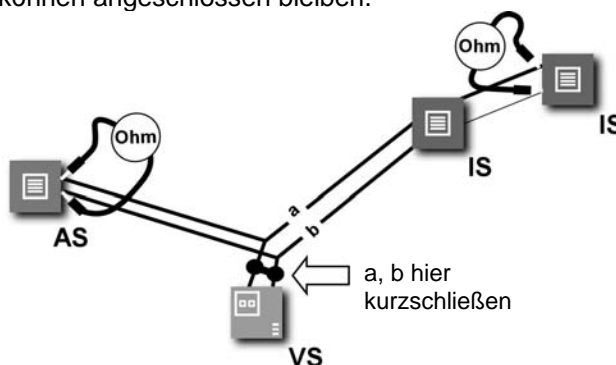 können angeschlossen bleiben.
Ohm
Ohm
IS
IS
a
b
AS
a, b hier
kurzschließen
VS